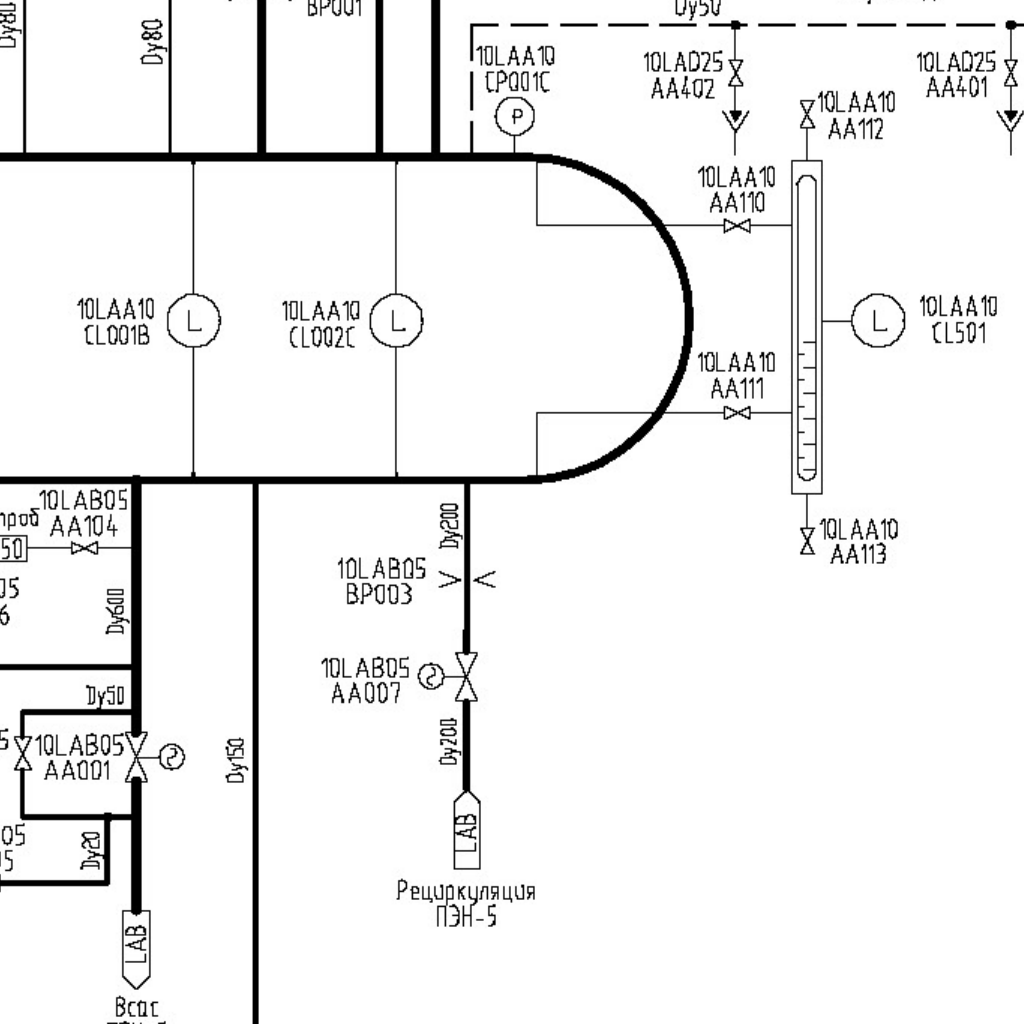 BP001
Dy50
Dy80
Dy80
10LAA10
CP001C
P
10LAD25
AA402
10LAD25
AA401
10LAA10
AA112
10LAA10
AA110
10LAA10
CL001B
L
10LAA10
CL002C
L
L
10LAA10
CL501
10LAA10
AA111
10LAB05
AA104
проб
50
Dy200
10LAA10
AA113
05
6
Dy600
10LAB05
BP003
10LAB05
AA007
Dy50
5
10LAB05
AA001
Dy150
Dy200
05
5
Dy20
LAB
Рециркуляция
ПЭН-5
LAB
Всас